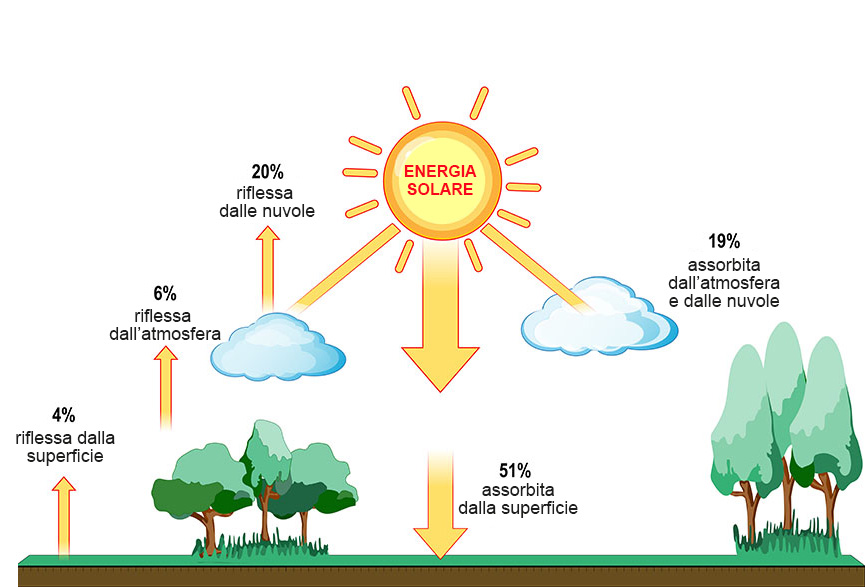 ENERGIA
SOLARE
20%
riflessa
dalle nuvole
19%
assorbita
dall'atmosfera
e dalle nuvole
6%
riflessa
dall'atmosfera
4%
riflessa dalla
superficie
51%
assorbita
dalla superficie